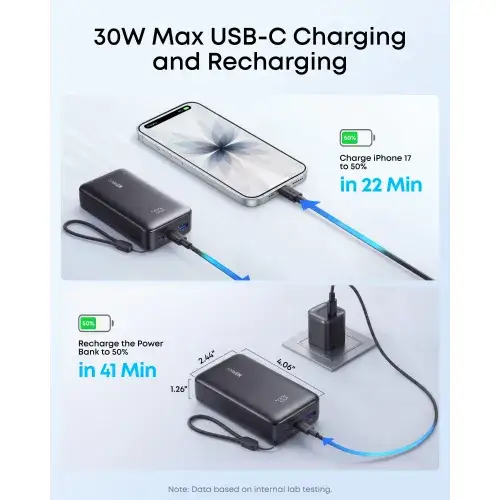 30W Max USB-C Charging
and Recharging
50%
Charge iPhone 17
to 50%
in 22 Min
50%
Recharge the Power
Bank to 50%
in 41 Min
2.44"
4.06"
1.26"
Note: Data based on internal lab testing.